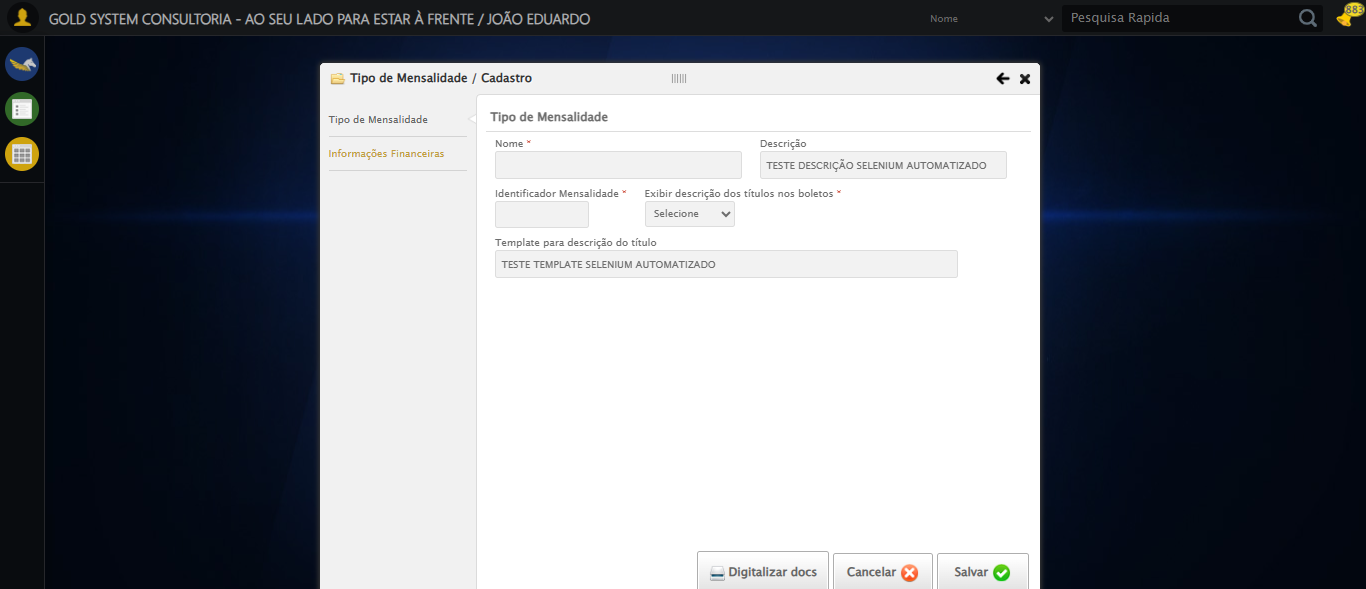 GOLD SYSTEM CONSULTORIA - AO SEU LADO PARA ESTAR À FRENTE / JOÃO EDUARDO
Nome
Pesquisa Rapida
883
Tipo de Mensalidade / Cadastro
Tipo de Mensalidade
Informações Financeiras
Tipo de Mensalidade
Nome *
Descrição
TESTE DESCRIÇÃO SELENIUM AUTOMATIZADO
Identificador Mensalidade *
Exibir descrição dos títulos nos boletos *
Selecione
Template para descrição do título
TESTE TEMPLATE SELENIUM AUTOMATIZADO
Digitalizar docs
Cancelar
Salvar